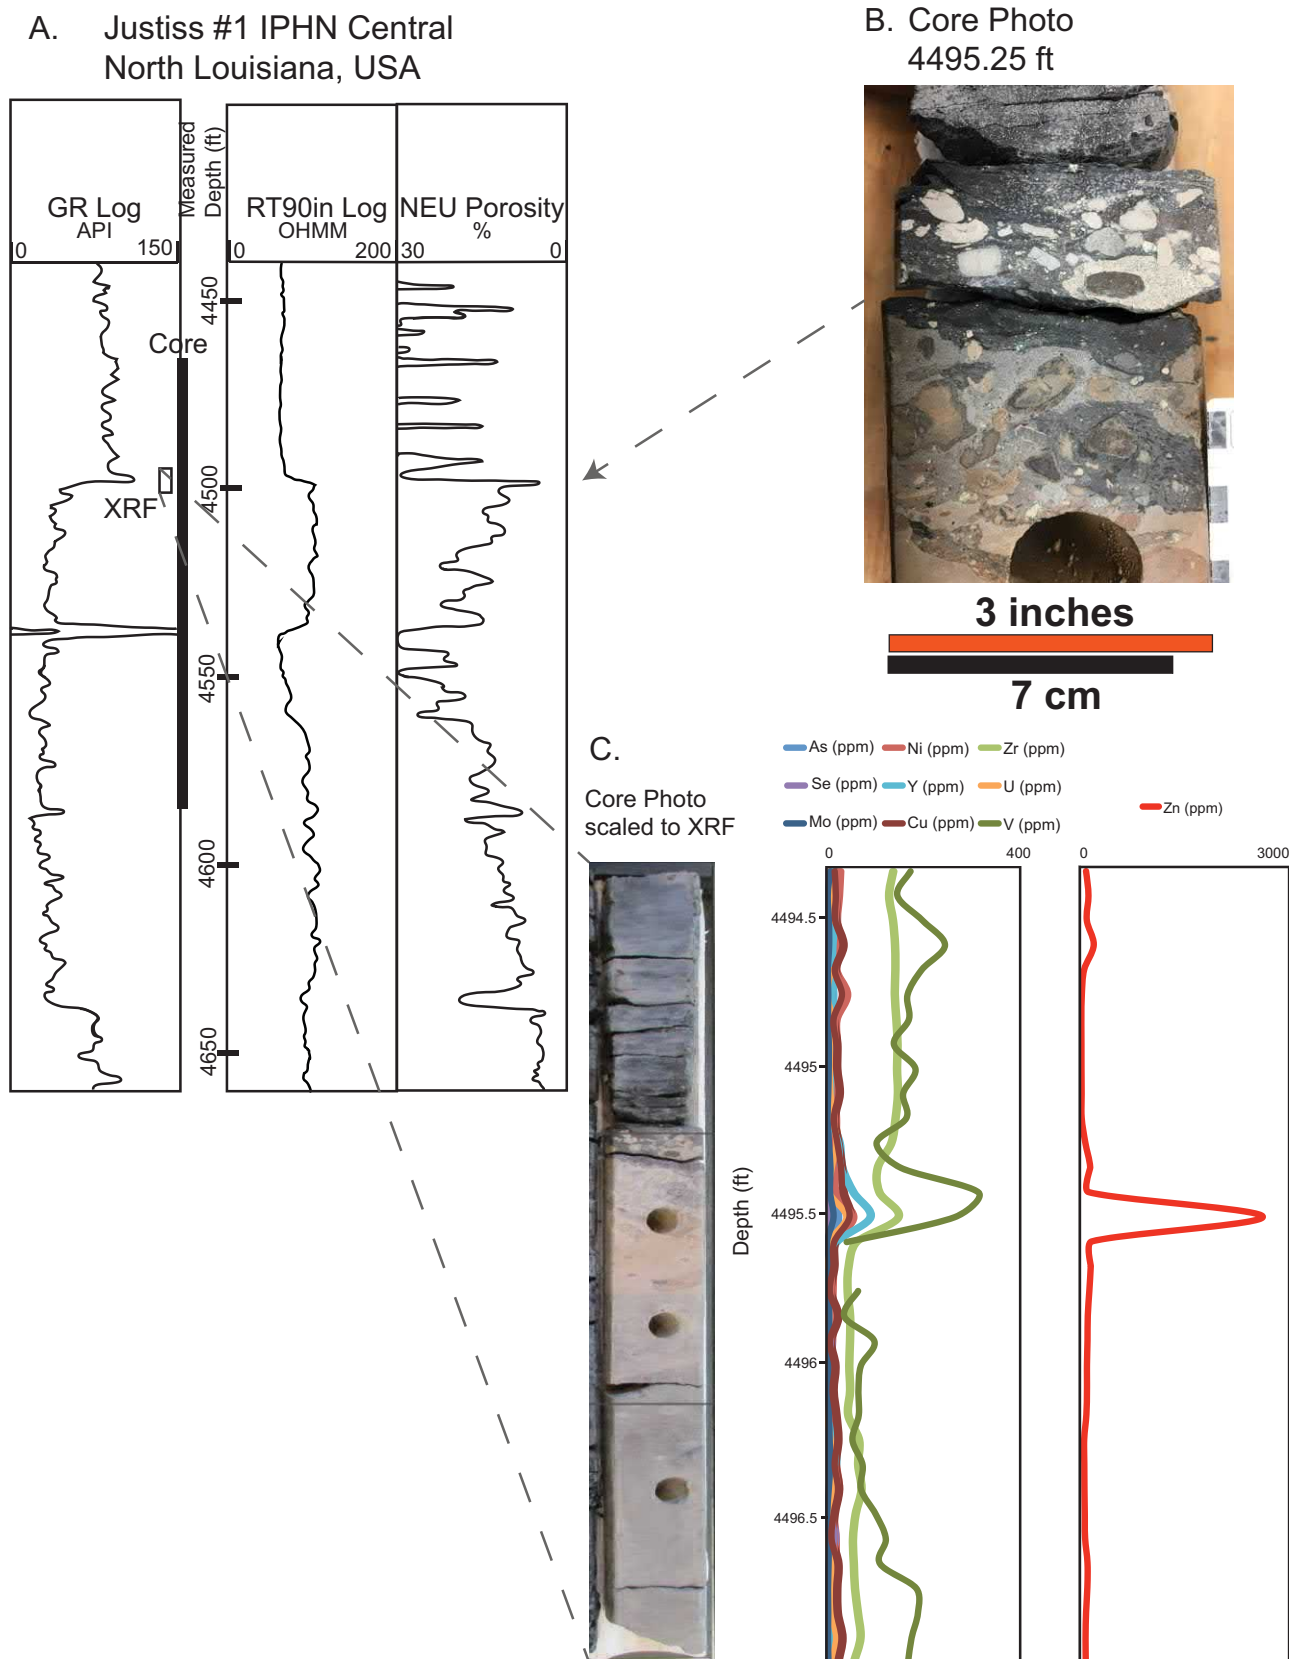 A. Justiss #1 IPHN Central
North Louisiana, USA
B. Core Photo
4495.25 ft
Measured
Depth (ft)
GR Log
API
0 150
RT90in Log
OHMM
0 200
NEU Porosity
%
30 0
4450
Core
4500
XRF
4550
4600
4650
3 inches
7 cm
C.
Core Photo
scaled to XRF
As (ppm) Ni (ppm) Zr (ppm)
Se (ppm) Y (ppm) U (ppm)
Mo (ppm) Cu (ppm) V (ppm)
Zn (ppm)
0 400
0 3000
Depth (ft)
4494.5
4495
4495.5
4496
4496.5